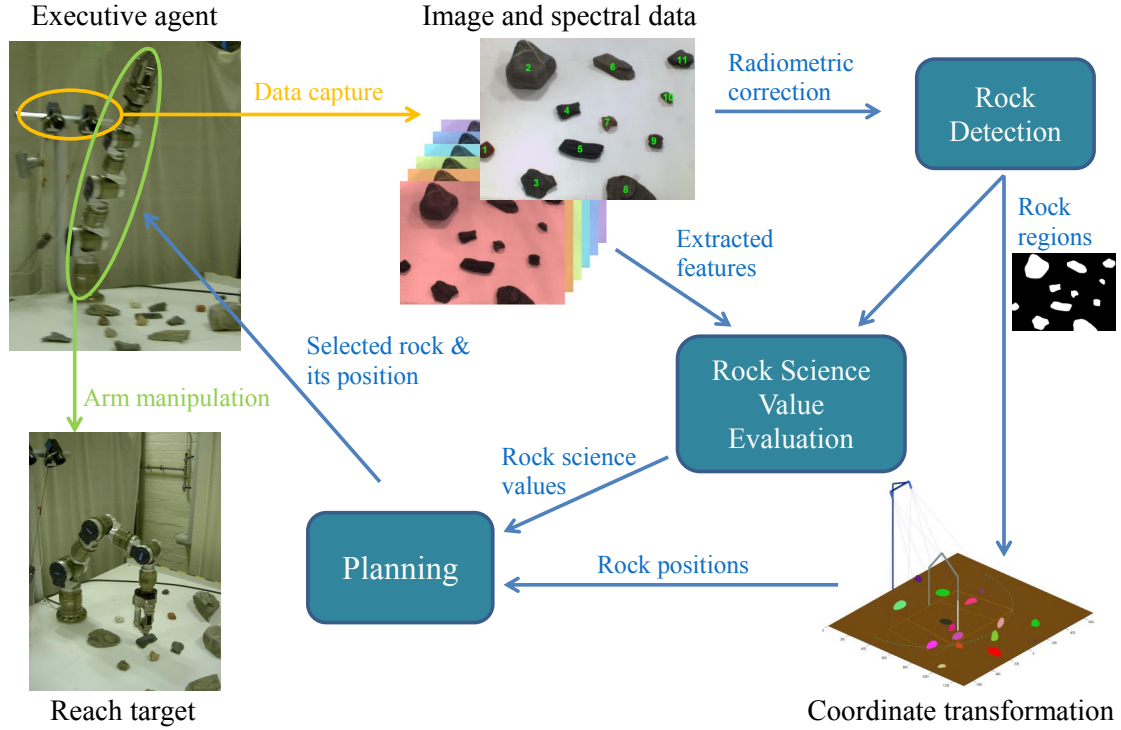 Executive agent
Image and spectral data
Data capture
Radiometric
correction
Rock
Detection
2
6
11
10
4
7
1
5
9
3
8
Rock
regions
Extracted
features
Selected rock &
its position
Rock Science
Value
Evaluation
Arm manipulation
Rock science
values
Planning
Rock positions
Reach target
Coordinate transformation